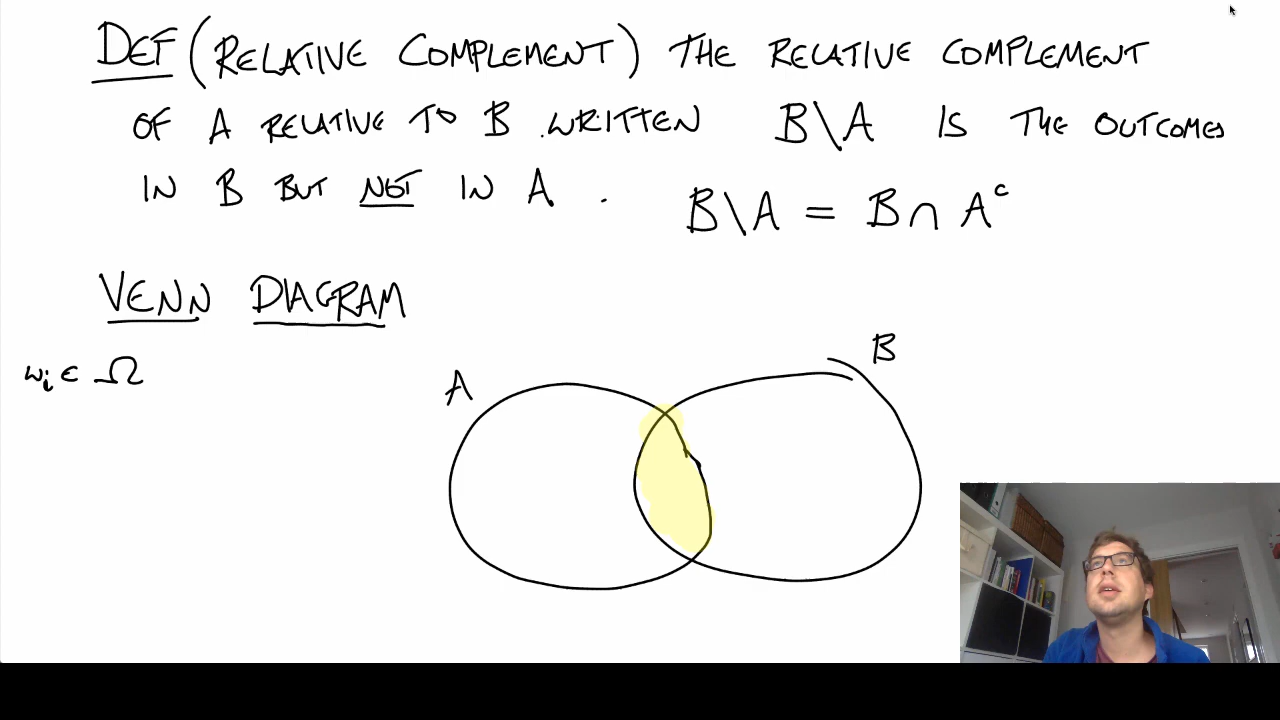 DEF (RELATIVE COMPLEMENT) THE RELATIVE COMPLEMENT
OF A RELATIVE TO B WRITTEN B\A IS THE OUTCOMES
IN B BUT NOT IN A .
B\A = B∩Aᶜ
VENN DIAGRAM
ωᵢ ∈ Ω
A
B